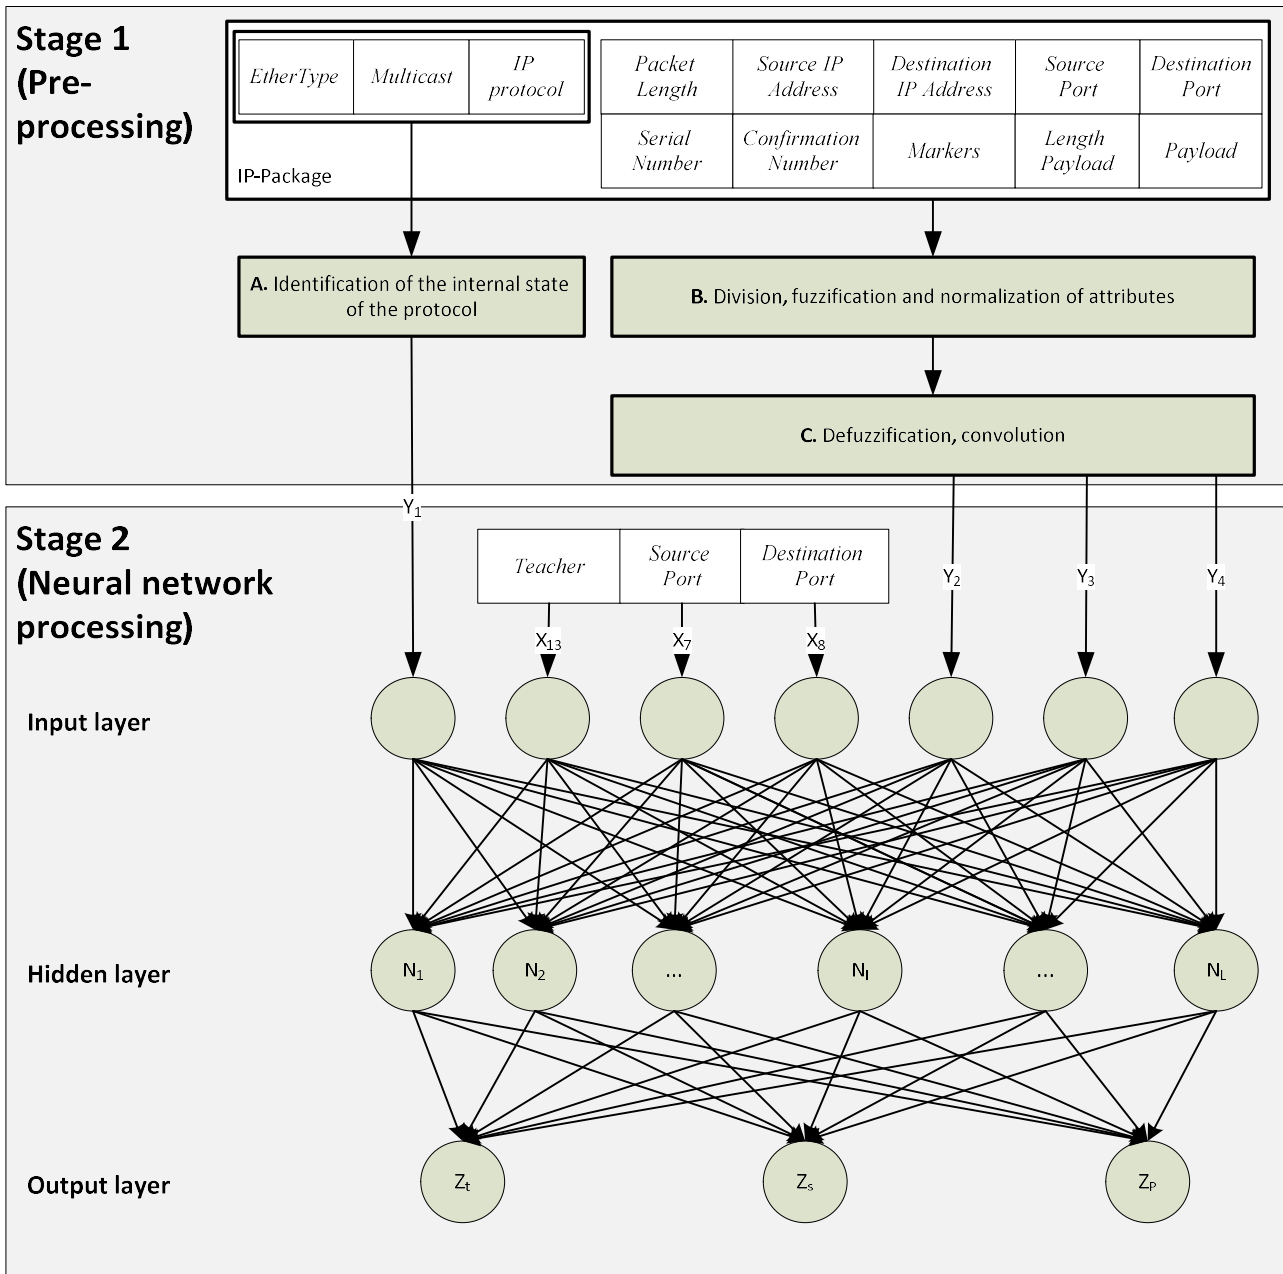 Stage 1
(Pre-
processing)
EtherType
Multicast
IP
protocol
Packet
Length
Source IP
Address
Destination
IP Address
Source
Port
Destination
Port
Serial
Number
Confirmation
Number
Markers
Length
Payload
Payload
IP-Package
A. Identification of the internal state
of the protocol
B. Division, fuzzification and normalization of attributes
C. Defuzzification, convolution
Y1
Stage 2
(Neural network
processing)
Teacher
Source
Port
Destination
Port
Y2
Y3
Y4
X13
X7
X8
Input layer
Hidden layer
N1
N2
...
NI
...
NL
Output layer
Zt
Zs
ZP